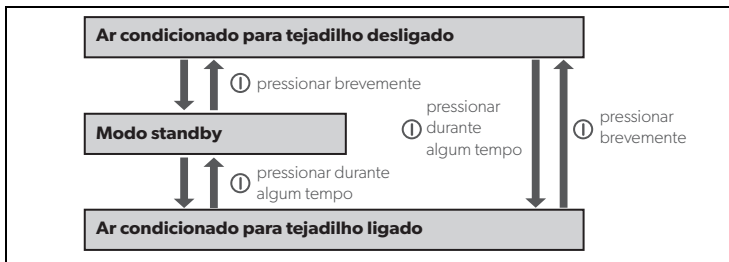 Ar condicionado para tejadilho desligado
pressionar brevemente
Modo standby
pressionar durante
algum tempo
pressionar
durante
algum tempo
pressionar
brevemente
Ar condicionado para tejadilho ligado